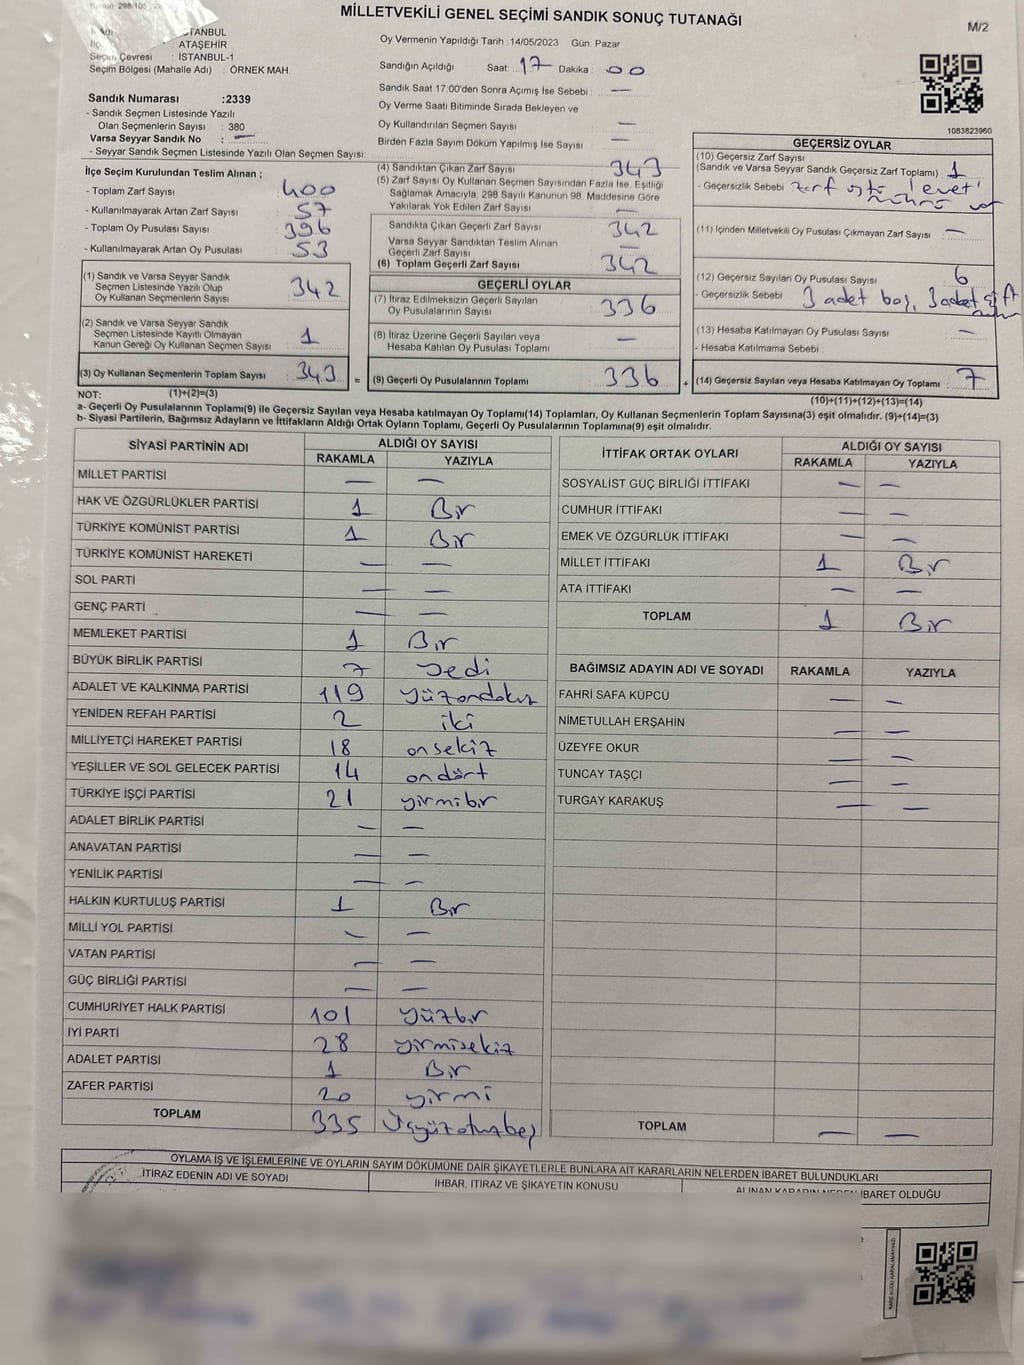 MİLLETVEKİLİ GENEL SEÇİMİ SANDIK SONUÇ TUTANAĞI
M/2
İSTANBUL
ATAŞEHİR
Seçim Çevresi : İSTANBUL-1
Seçim Bölgesi (Mahalle Adı) : ÖRNEK MAH.
Sandık Numarası :2339
- Sandık Seçmen Listesinde Yazılı
Olan Seçmenlerin Sayısı : 380
Varsa Seyyar Sandık No : —
- Seyyar Sandık Seçmen Listesinde Yazılı Olan Seçmen Sayısı:
Oy Vermenin Yapıldığı Tarih :14/05/2023 Gün: Pazar
Sandığın Açıldığı Saat: 17 Dakika : 00
Sandık Saat 17:00'den Sonra Açımış İse Sebebi : —
Oy Verme Saati Bitiminde Sırada Bekleyen ve
Oy Kullandırılan Seçmen Sayısı —
Birden Fazla Sayım Döküm Yapılmış İse Sayısı —
1083823960
İlçe Seçim Kurulundan Teslim Alınan ;
- Toplam Zarf Sayısı 400
- Kullanılmayarak Artan Zarf Sayısı 57
- Toplam Oy Pusulası Sayısı 396
- Kullanılmayarak Artan Oy Pusulası 53
(1) Sandık ve Varsa Seyyar Sandık
Seçmen Listesinde Yazılı Olup
Oy Kullanan Seçmenlerin Sayısı 342
(2) Sandık ve Varsa Seyyar Sandık
Seçmen Listesinde Kayıtlı Olmayan
Kanun Gereği Oy Kullanan Seçmen Sayısı 1
(3) Oy Kullanan Seçmenlerin Toplam Sayısı 343 =
(4) Sandıktan Çıkan Zarf Sayısı 343
(5) Zarf Sayısı Oy Kullanan Seçmen Sayısından Fazla İse, Eşitliği
Sağlamak Amacıyla, 298 Sayılı Kanunun 98. Maddesine Göre
Yakılarak Yok Edilen Zarf Sayısı —
Sandıkta Çıkan Geçerli Zarf Sayısı 342
Varsa Seyyar Sandıktan Teslim Alınan
Geçerli Zarf Sayısı —
(6) Toplam Geçerli Zarf Sayısı 342
GEÇERLİ OYLAR
(7) İtiraz Edilmeksizin Geçerli Sayılan
Oy Pusulalarının Sayısı 336
(8) İtiraz Üzerine Geçerli Sayılan veya
Hesaba Katılan Oy Pusulası Toplamı —
(9) Geçerli Oy Pusulalarının Toplamı 336 +
GEÇERSİZ OYLAR
(10) Geçersiz Zarf Sayısı
(Sandık ve Varsa Seyyar Sandık Geçersiz Zarf Toplamı) 1
- Geçersizlik Sebebi zarf üstü 'evet'
mührü var
(11) İçinden Milletvekili Oy Pusulası Çıkmayan Zarf Sayısı —
(12) Geçersiz Sayılan Oy Pusulası Sayısı 6
- Geçersizlik Sebebi 3 adet boş, 3 adet çift
(13) Hesaba Katılmayan Oy Pusulası Sayısı —
- Hesaba Katılmama Sebebi
(14) Geçersiz Sayılan veya Hesaba Katılmayan Oy Toplamı 7
NOT: (1)+(2)=(3)
(10)+(11)+(12)+(13)=(14)
a- Geçerli Oy Pusulalarının Toplamı(9) ile Geçersiz Sayılan veya Hesaba katılmayan Oy Toplamı(14) Toplamları, Oy Kullanan Seçmenlerin Toplam Sayısına(3) eşit olmalıdır. (9)+(14)=(3)
b- Siyasi Partilerin, Bağımsız Adayların ve İttifakların Aldığı Ortak Oyların Toplamı, Geçerli Oy Pusulalarının Toplamına(9) eşit olmalıdır.
SİYASİ PARTİNİN ADI ALDIĞI OY SAYISI
RAKAMLA YAZIYLA
MİLLET PARTİSİ — —
HAK VE ÖZGÜRLÜKLER PARTİSİ 1 Bir
TÜRKİYE KOMÜNİST PARTİSİ 1 Bir
TÜRKİYE KOMÜNİST HAREKETİ — —
SOL PARTİ — —
GENÇ PARTİ — —
MEMLEKET PARTİSİ 1 Bir
BÜYÜK BİRLİK PARTİSİ 7 Yedi
ADALET VE KALKINMA PARTİSİ 119 yüzondokuz
YENİDEN REFAH PARTİSİ 2 iki
MİLLİYETÇİ HAREKET PARTİSİ 18 onsekiz
YEŞİLLER VE SOL GELECEK PARTİSİ 14 ondört
TÜRKİYE İŞÇİ PARTİSİ 21 yirmibir
ADALET BİRLİK PARTİSİ — —
ANAVATAN PARTİSİ — —
YENİLİK PARTİSİ — —
HALKIN KURTULUŞ PARTİSİ 1 Bir
MİLLİ YOL PARTİSİ — —
VATAN PARTİSİ — —
GÜÇ BİRLİĞİ PARTİSİ — —
CUMHURİYET HALK PARTİSİ 101 yüzbir
İYİ PARTİ 28 yirmisekiz
ADALET PARTİSİ 1 Bir
ZAFER PARTİSİ 20 yirmi
TOPLAM 335 Üçyüzotuzbeş
İTTİFAK ORTAK OYLARI ALDIĞI OY SAYISI
RAKAMLA YAZIYLA
SOSYALİST GÜÇ BİRLİĞİ İTTİFAKI — —
CUMHUR İTTİFAKI — —
EMEK VE ÖZGÜRLÜK İTTİFAKI — —
MİLLET İTTİFAKI 1 Bir
ATA İTTİFAKI — —
TOPLAM 1 Bir
BAĞIMSIZ ADAYIN ADI VE SOYADI RAKAMLA YAZIYLA
FAHRİ SAFA KÜPCÜ — —
NİMETULLAH ERŞAHİN — —
ÜZEYFE OKUR — —
TUNCAY TAŞÇI — —
TURGAY KARAKUŞ — —
TOPLAM — —
OYLAMA İŞ VE İŞLEMLERİNE VE OYLARIN SAYIM DÖKÜMÜNE DAİR ŞİKAYETLERLE BUNLARA AİT KARARLARIN NELERDEN İBARET BULUNDUKLARI
İTİRAZ EDENİN ADI VE SOYADI İHBAR, İTİRAZ VE ŞİKAYETİN KONUSU ALINAN KARARIN NEDEN İBARET OLDUĞU